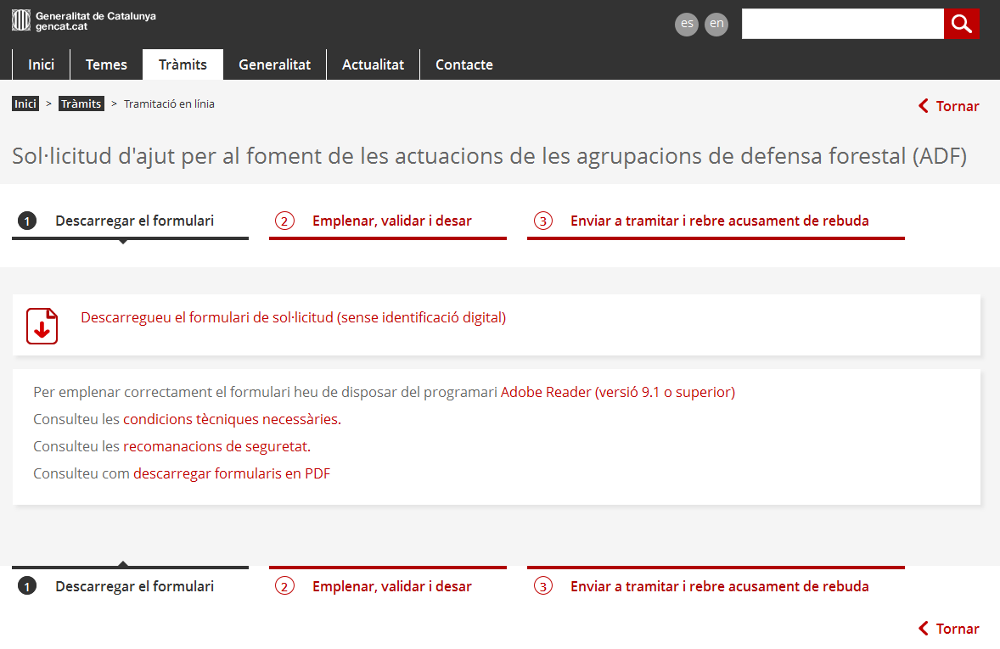 Generalitat de Catalunya
gencat.cat
es en
Inici Temes Tràmits Generalitat Actualitat Contacte
Inici > Tràmits > Tramitació en línia
Tornar
Sol·licitud d'ajut per al foment de les actuacions de les agrupacions de defensa forestal (ADF)
1 Descarregar el formulari 2 Emplenar, validar i desar 3 Enviar a tramitar i rebre acusament de rebuda
Descarregueu el formulari de sol·licitud (sense identificació digital)
Per emplenar correctament el formulari heu de disposar del programari Adobe Reader (versió 9.1 o superior)
Consulteu les condicions tècniques necessàries.
Consulteu les recomanacions de seguretat.
Consulteu com descarregar formularis en PDF
1 Descarregar el formulari 2 Emplenar, validar i desar 3 Enviar a tramitar i rebre acusament de rebuda
Tornar